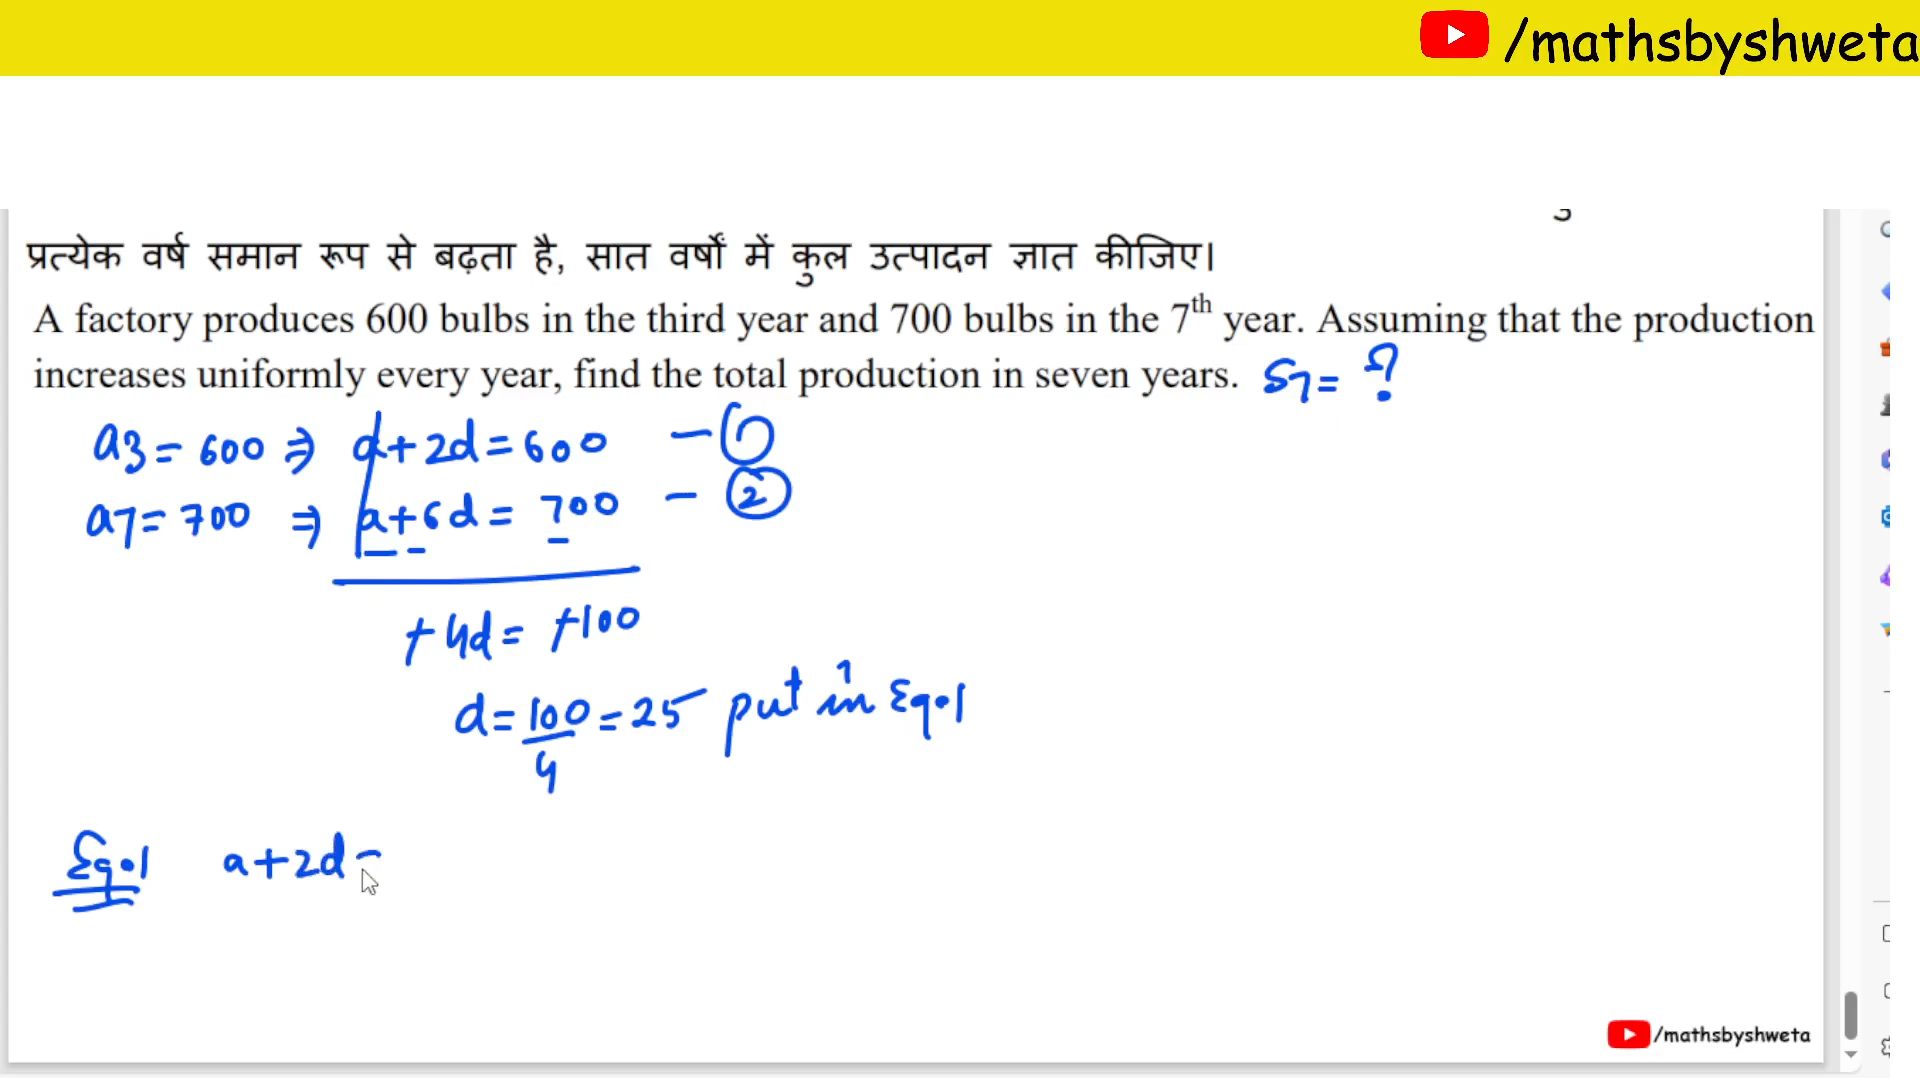 /mathsbyshweta
प्रत्येक वर्ष समान रूप से बढ़ता है, सात वर्षों में कुल उत्पादन ज्ञात कीजिए।
A factory produces 600 bulbs in the third year and 700 bulbs in the 7th year. Assuming that the production
increases uniformly every year, find the total production in seven years. S7 = ?
a3 = 600 ⇒ a+2d = 600 — ①
a7 = 700 ⇒ a+6d = 700 — ②
+4d = +100
d = 100/4 = 25 put in Eq.1
Eq.1 a+2d =
/mathsbyshweta